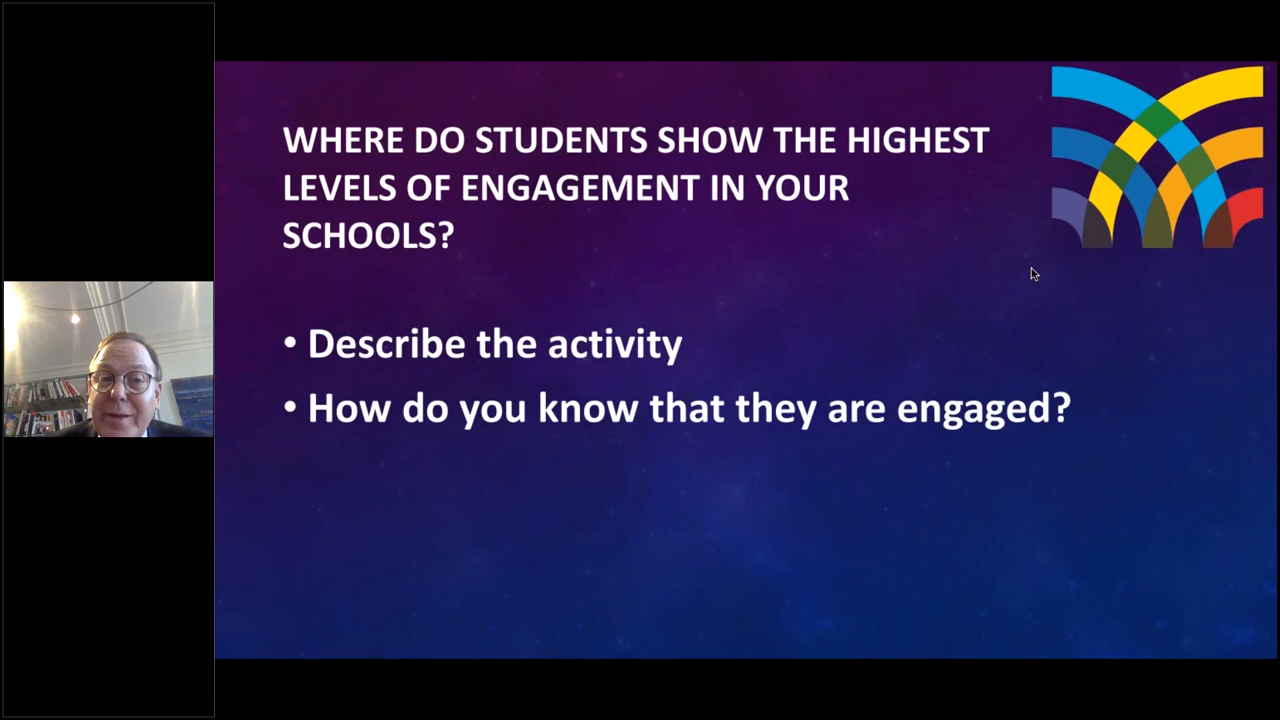 WHERE DO STUDENTS SHOW THE HIGHEST
LEVELS OF ENGAGEMENT IN YOUR
SCHOOLS?
• Describe the activity
• How do you know that they are engaged?